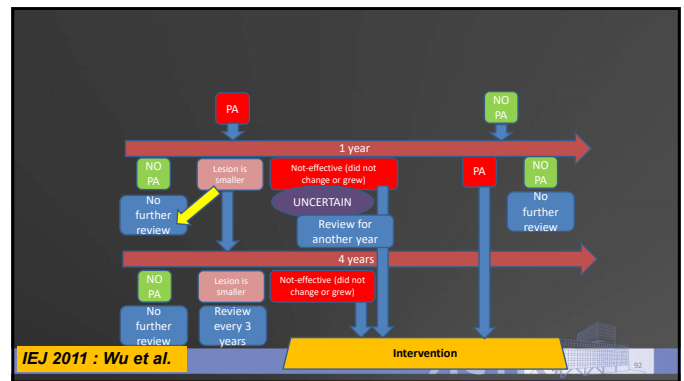 PA
NO
PA
1 year
NO
PA
Lesion is
smaller
Not-effective (did not
change or grew)
PA
NO
PA
No
further
review
UNCERTAIN
No
further
review
Review for
another year
4 years
NO
PA
Lesion is
smaller
Not-effective (did not
change or grew)
No
further
review
Review
every 3
years
Intervention
IEJ 2011 : Wu et al.
92